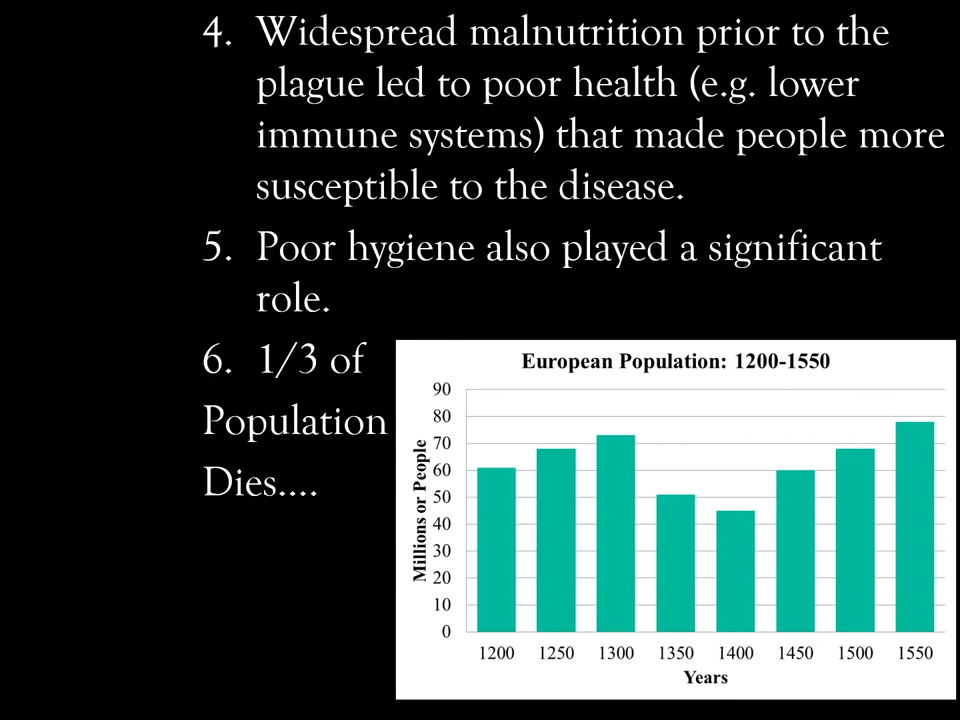 4. Widespread malnutrition prior to the
plague led to poor health (e.g. lower
immune systems) that made people more
susceptible to the disease.
5. Poor hygiene also played a significant
role.
6. 1/3 of
Population
Dies....
European Population: 1200-1550
Millions or People
90
80
70
60
50
40
30
20
10
0
1200 1250 1300 1350 1400 1450 1500 1550
Years